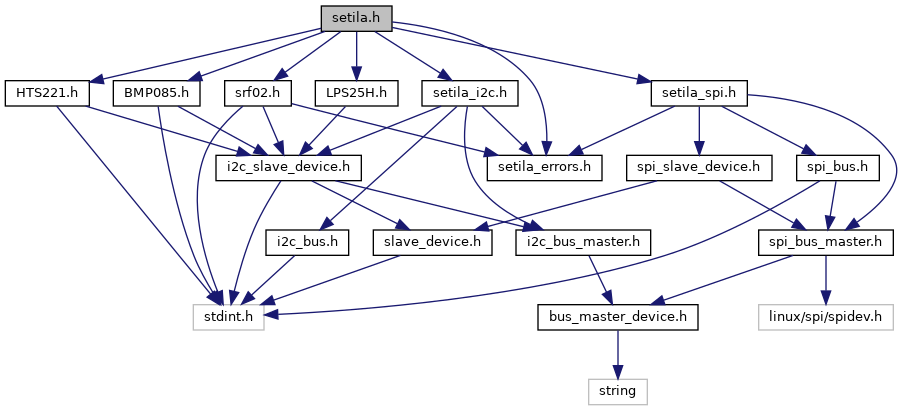 setila.h
HTS221.h
BMP085.h
srf02.h
LPS25H.h
setila_i2c.h
setila_spi.h
i2c_slave_device.h
setila_errors.h
spi_slave_device.h
spi_bus.h
i2c_bus.h
slave_device.h
i2c_bus_master.h
spi_bus_master.h
stdint.h
bus_master_device.h
linux/spi/spidev.h
string